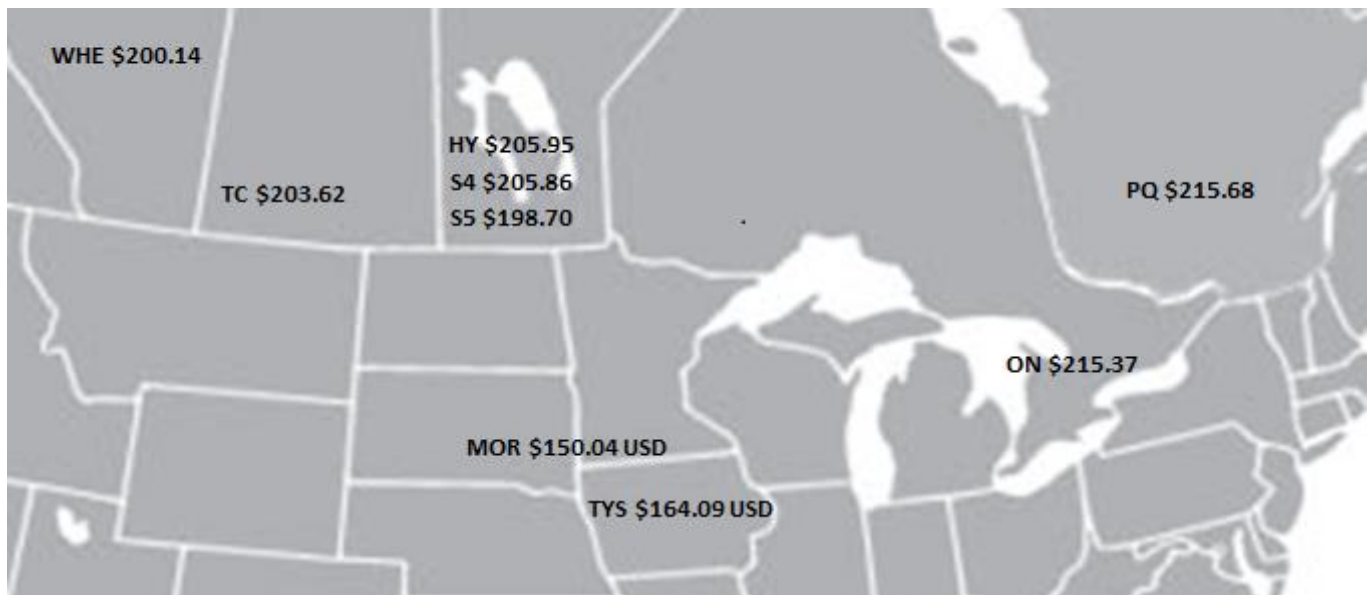 WHE $200.14
HY $205.95
S4 $205.86
S5 $198.70
TC $203.62
PQ $215.68
ON $215.37
MOR $150.04 USD
TYS $164.09 USD